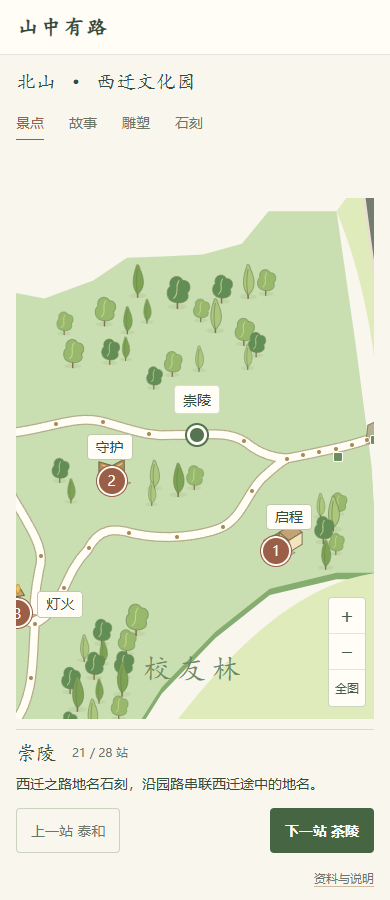 山中有路
北山 • 西迁文化园
景点 故事 雕塑 石刻
崇陵
守护
2
启程
1
3
灯火
校友林
+
−
全图
崇陵 21 / 28 站
西迁之路地名石刻，沿园路串联西迁途中的地名。
上一站 泰和
下一站 茶陵
资料与说明